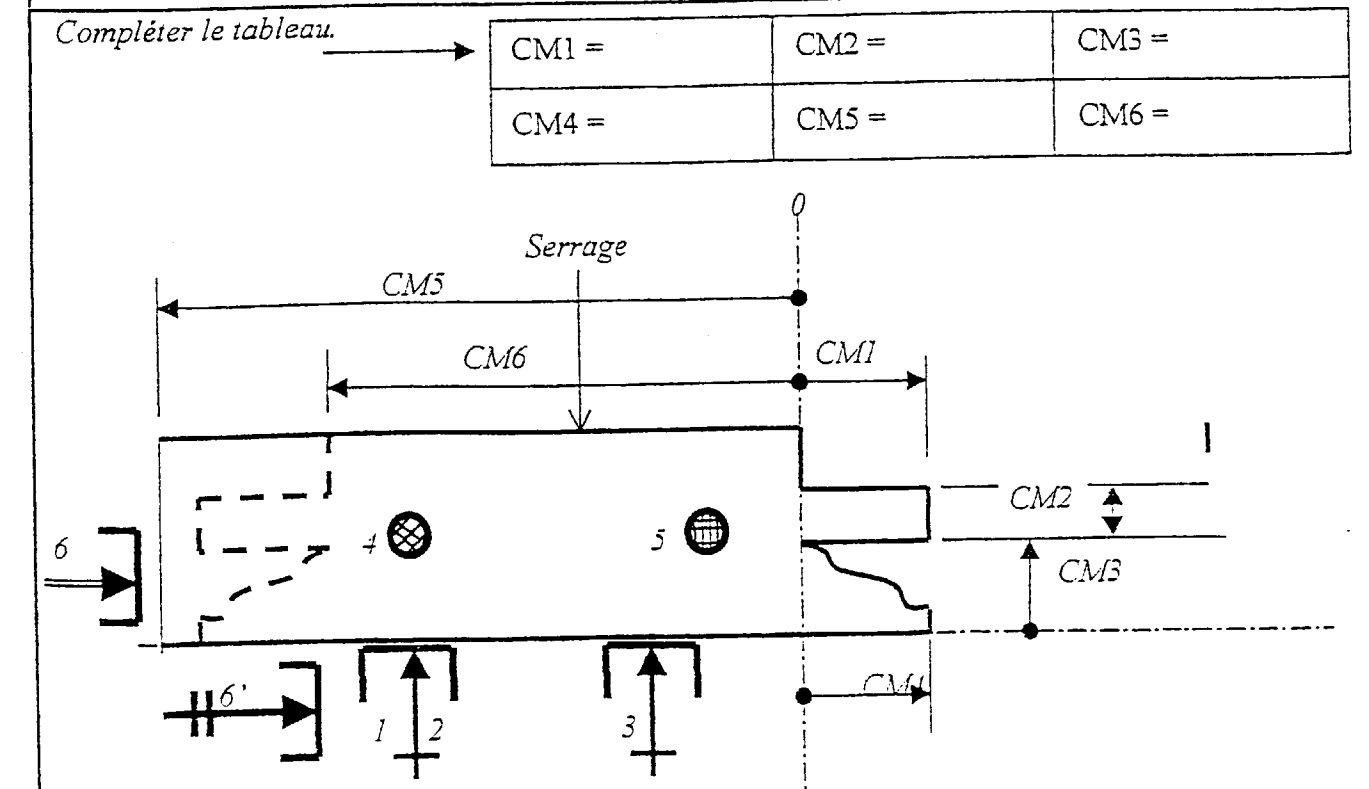 Compléter le tableau.
CM1 = CM2 = CM3 =
CM4 = CM5 = CM6 =
0
Serrage
CM5
CM6 CM1
CM2
6 4 5
CM3
6'
1 2 3
CM4